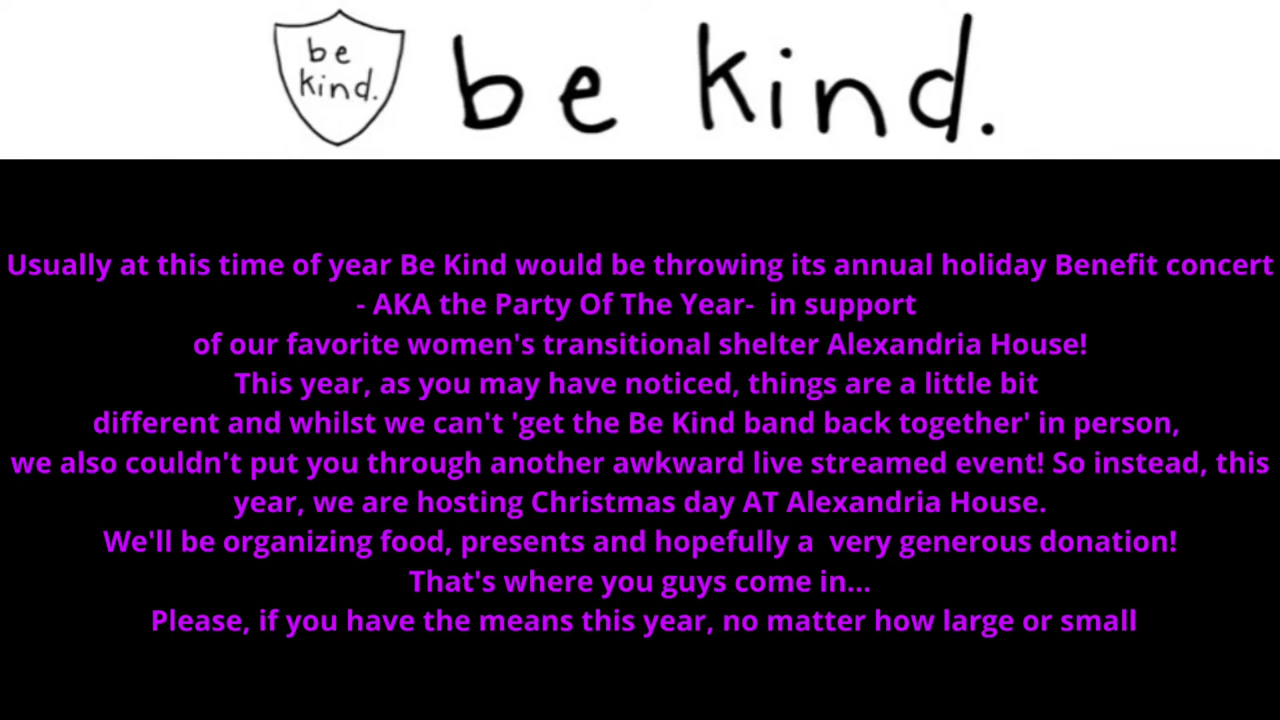 be
kind.
be kind.
Usually at this time of year Be Kind would be throwing its annual holiday Benefit concert
- AKA the Party Of The Year-  in support
of our favorite women's transitional shelter Alexandria House!
This year, as you may have noticed, things are a little bit
different and whilst we can't 'get the Be Kind band back together' in person,
we also couldn't put you through another awkward live streamed event! So instead, this
year, we are hosting Christmas day AT Alexandria House.
We'll be organizing food, presents and hopefully a  very generous donation!
That's where you guys come in...
Please, if you have the means this year, no matter how large or small